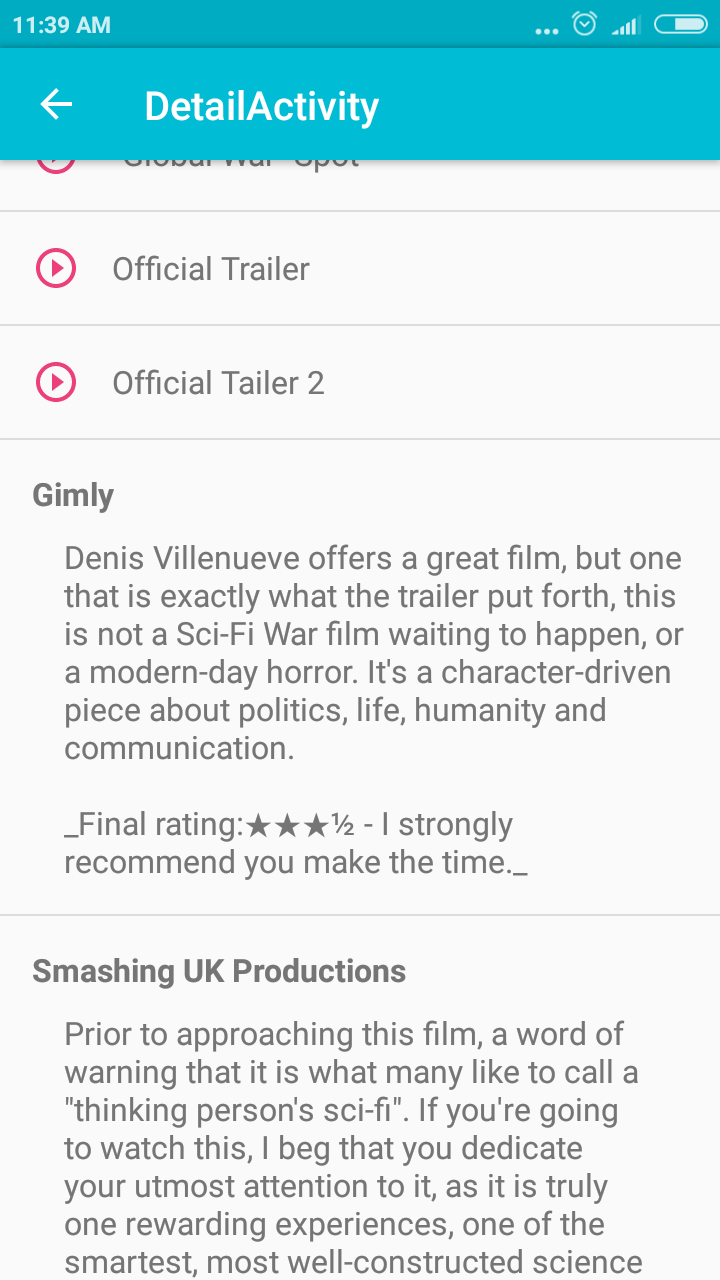 11:39 AM
DetailActivity
"Global War" Spot
Official Trailer
Official Tailer 2
Gimly
Denis Villenueve offers a great film, but one
that is exactly what the trailer put forth, this
is not a Sci-Fi War film waiting to happen, or
a modern-day horror. It's a character-driven
piece about politics, life, humanity and
communication.
_Final rating:★★★½ - I strongly
recommend you make the time._
Smashing UK Productions
Prior to approaching this film, a word of
warning that it is what many like to call a
"thinking person's sci-fi". If you're going
to watch this, I beg that you dedicate
your utmost attention to it, as it is truly
one rewarding experiences, one of the
smartest, most well-constructed science